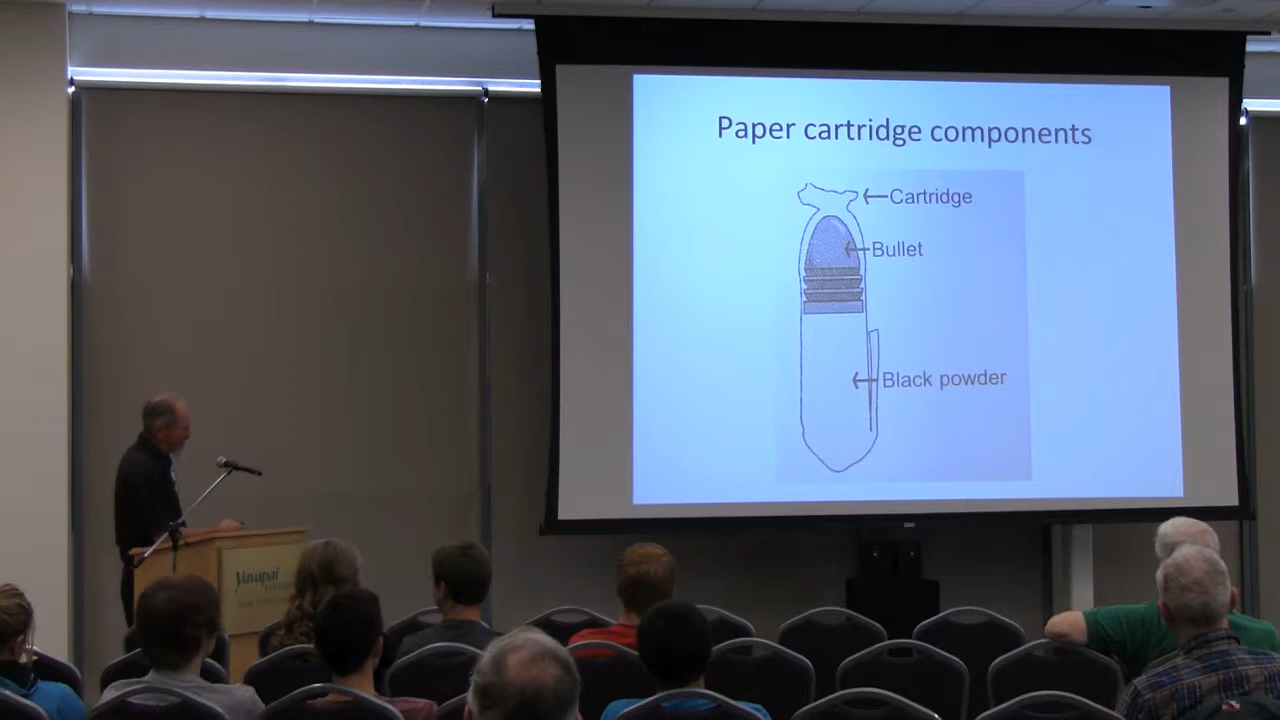 Paper cartridge components
Cartridge
Bullet
Black powder
Yavapai